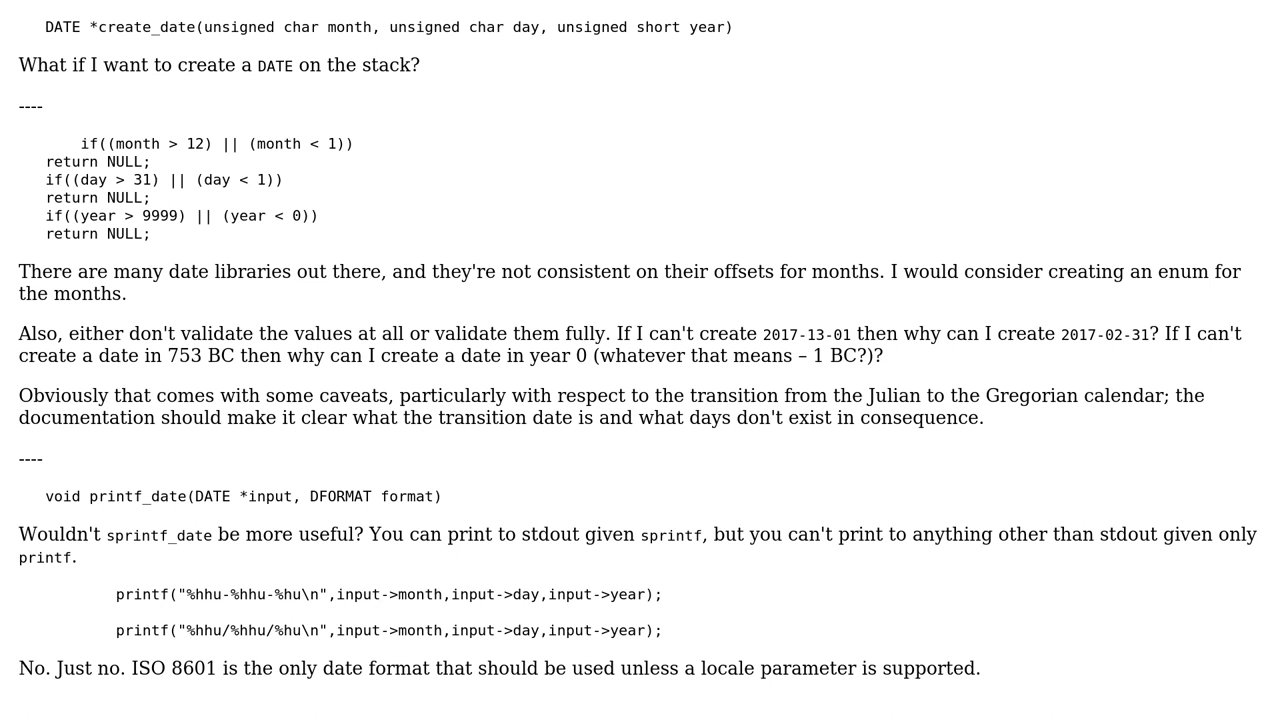 DATE *create_date(unsigned char month, unsigned char day, unsigned short year)
What if I want to create a DATE on the stack?
----
if((month > 12) || (month < 1))
return NULL;
if((day > 31) || (day < 1))
return NULL;
if((year > 9999) || (year < 0))
return NULL;
There are many date libraries out there, and they're not consistent on their offsets for months. I would consider creating an enum for
the months.
Also, either don't validate the values at all or validate them fully. If I can't create 2017-13-01 then why can I create 2017-02-31? If I can't
create a date in 753 BC then why can I create a date in year 0 (whatever that means – 1 BC?)?
Obviously that comes with some caveats, particularly with respect to the transition from the Julian to the Gregorian calendar; the
documentation should make it clear what the transition date is and what days don't exist in consequence.
----
void printf_date(DATE *input, DFORMAT format)
Wouldn't sprintf_date be more useful? You can print to stdout given sprintf, but you can't print to anything other than stdout given only
printf.
printf("%hhu-%hhu-%hu\n",input->month,input->day,input->year);
printf("%hhu/%hhu/%hu\n",input->month,input->day,input->year);
No. Just no. ISO 8601 is the only date format that should be used unless a locale parameter is supported.